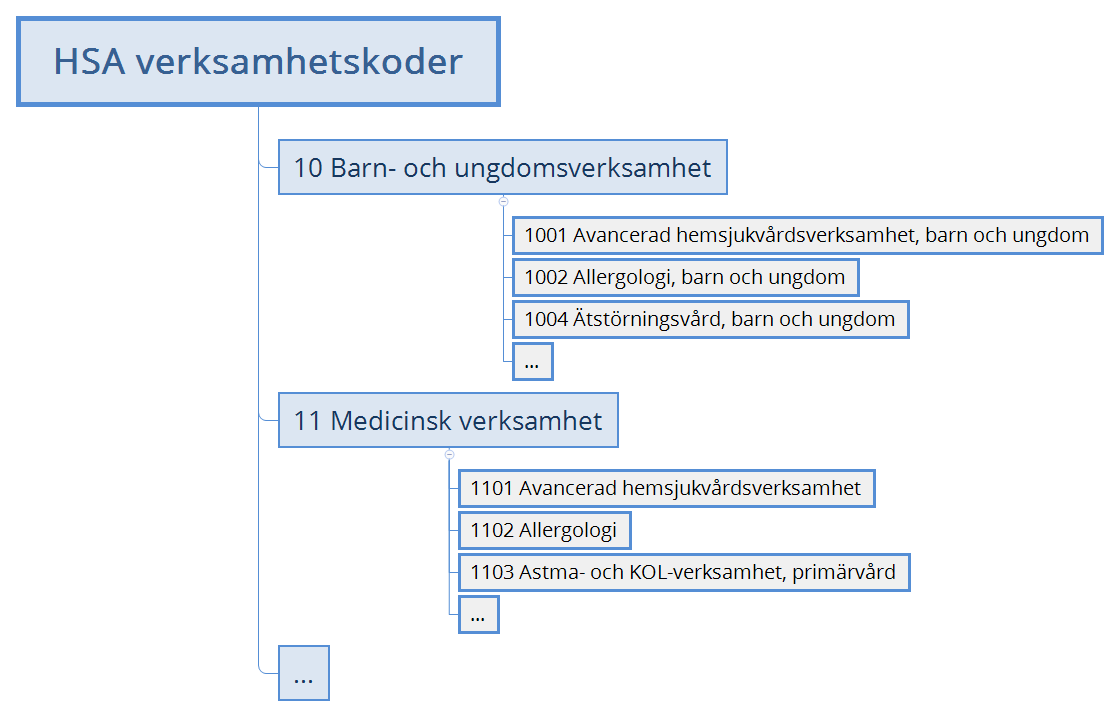 HSA verksamhetskoder
10 Barn- och ungdomsverksamhet
1001 Avancerad hemsjukvårdsverksamhet, barn och ungdom
1002 Allergologi, barn och ungdom
1004 Ätstörningsvård, barn och ungdom
...
11 Medicinsk verksamhet
1101 Avancerad hemsjukvårdsverksamhet
1102 Allergologi
1103 Astma- och KOL-verksamhet, primärvård
...
...